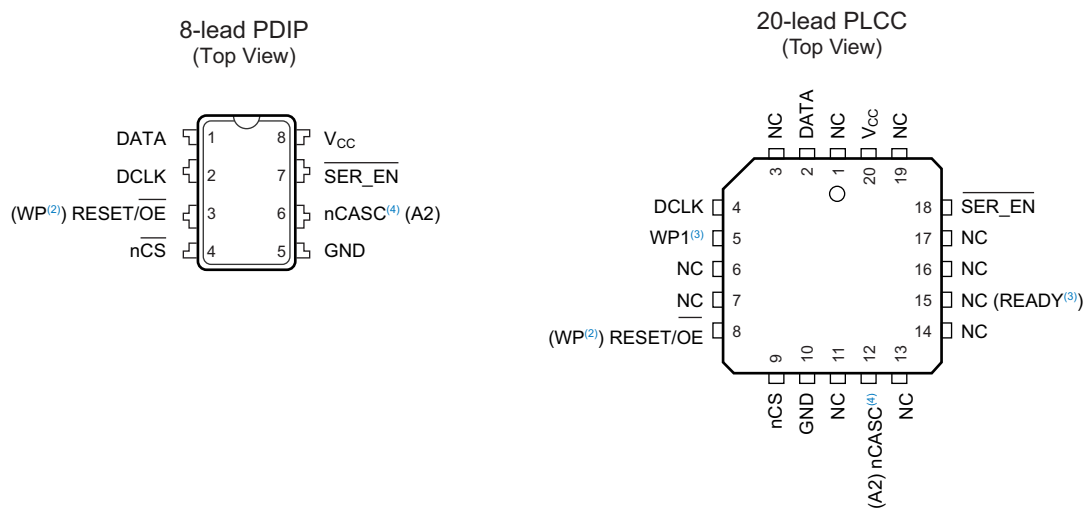 8-lead PDIP
(Top View)
DATA 1 8 VCC
DCLK 2 7 SER_EN
(WP(2)) RESET/OE 3 6 nCASC(4) (A2)
nCS 4 5 GND
20-lead PLCC
(Top View)
NC DATA NC VCC NC
3 2 1 20 19
DCLK 4 18 SER_EN
WP1(3) 5 17 NC
NC 6 16 NC
NC 7 15 NC (READY(3))
(WP(2)) RESET/OE 8 14 NC
9 10 11 12 13
nCS GND NC (A2) nCASC(4) NC